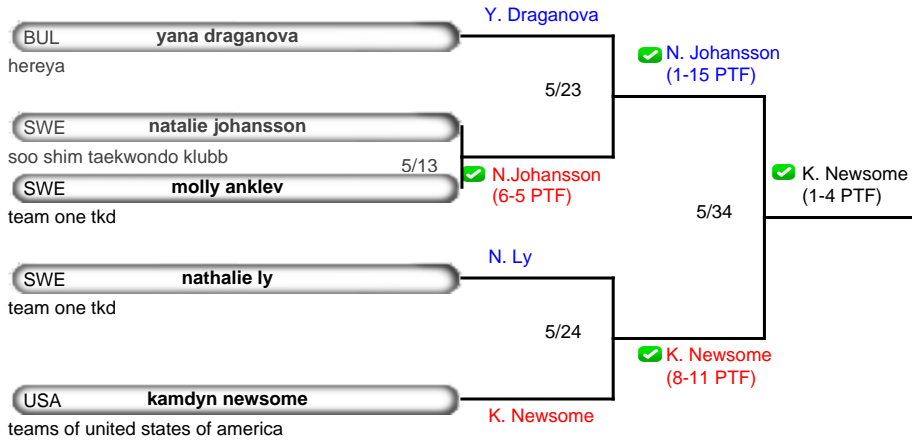 Y. Draganova
BUL yana draganova
hereya
N. Johansson
(1-15 PTF)
5/23
SWE natalie johansson
soo shim taekwondo klubb
5/13
N.Johansson
(6-5 PTF)
SWE molly anklev
team one tkd
K. Newsome
(1-4 PTF)
5/34
N. Ly
SWE nathalie ly
team one tkd
5/24
K. Newsome
(8-11 PTF)
USA kamdyn newsome
K. Newsome
teams of united states of america